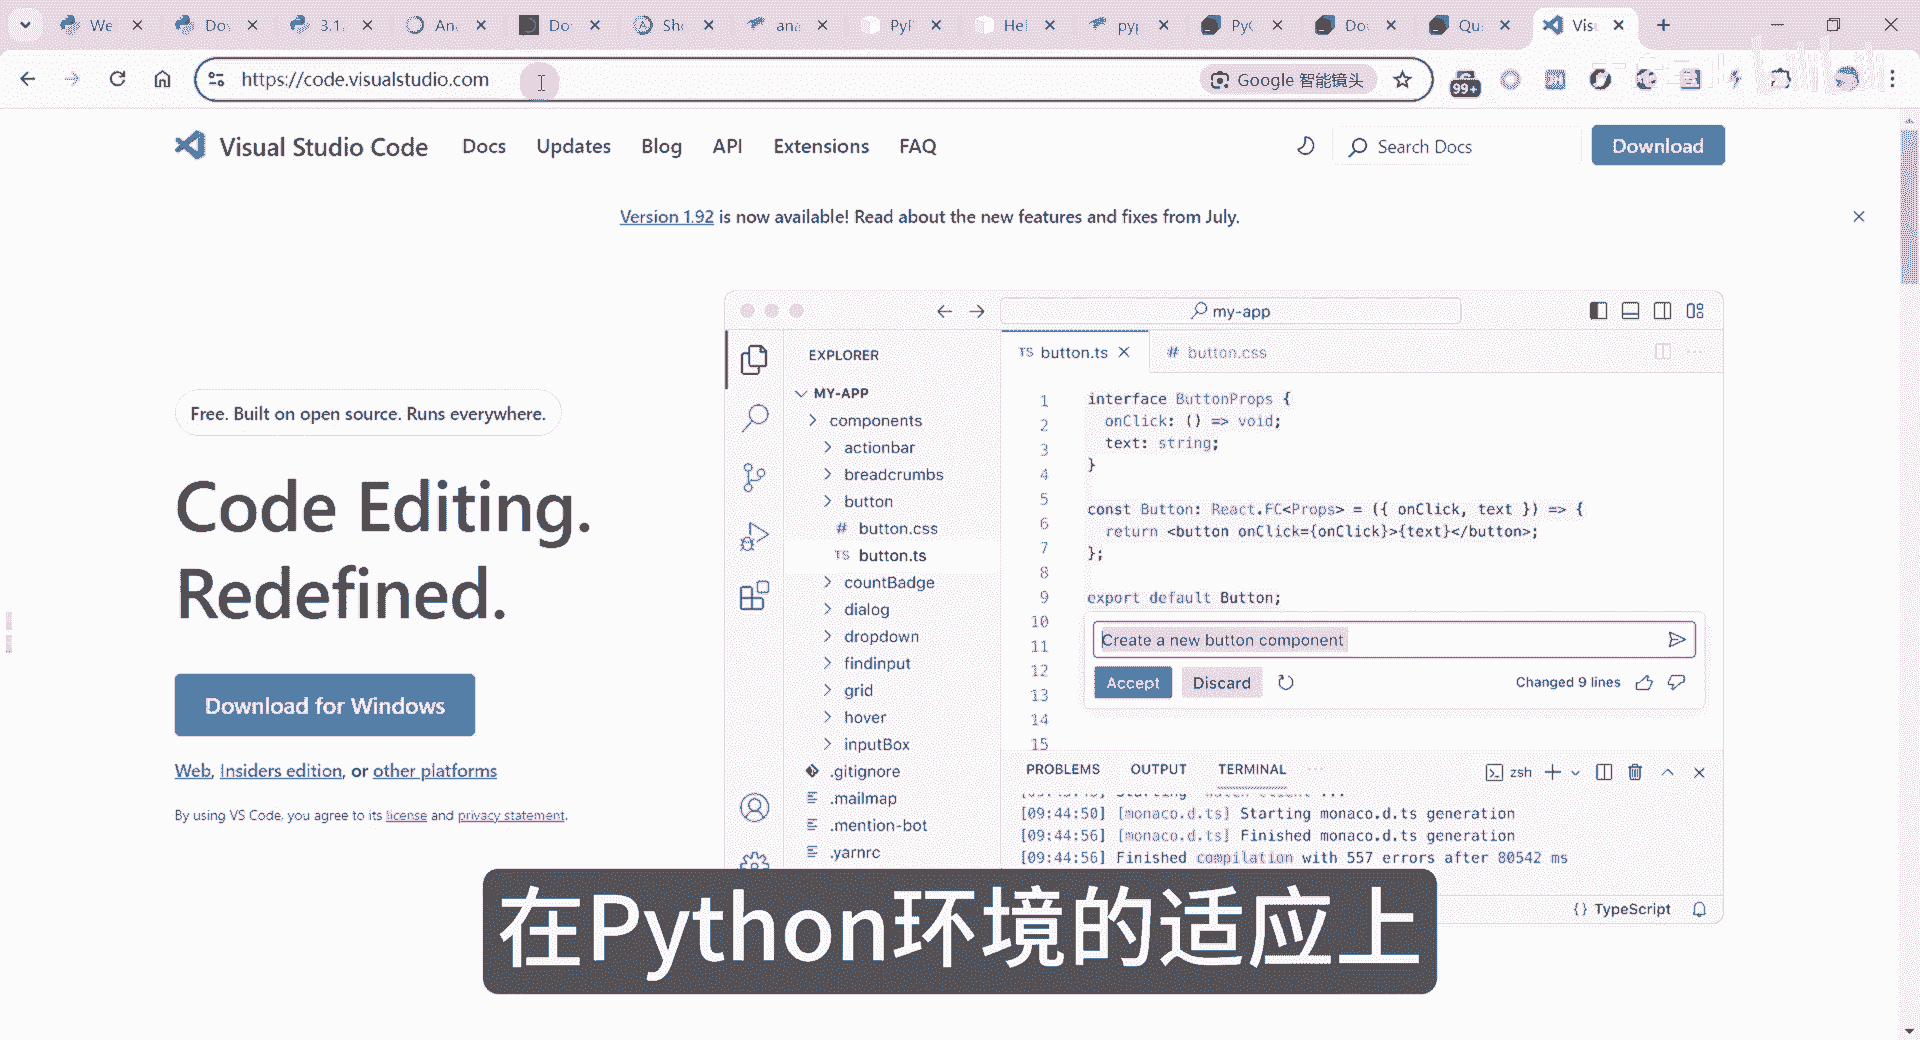 We
Do
3.1.
An
Do
Sh
ana
PyI
Hel
pyp
PyC
Do
Qu
Vis
https://code.visualstudio.com
Google 智能镜头
99+
Visual Studio Code
Docs
Updates
Blog
API
Extensions
FAQ
Search Docs
Download
Version 1.92 is now available! Read about the new features and fixes from July.
Free. Built on open source. Runs everywhere.
Code Editing.
Redefined.
Download for Windows
Web, Insiders edition, or other platforms
By using VS Code, you agree to its license and privacy statement.
my-app
EXPLORER
MY-APP
components
actionbar
breadcrumbs
button
# button.css
TS button.ts
countBadge
dialog
dropdown
findinput
grid
hover
inputBox
.gitignore
.mailmap
.mention-bot
.yarnrc
TS button.ts
# button.css
1 interface ButtonProps {
2 onClick: () => void;
3 text: string;
4 }
5
6 const Button: React.FC<Props> = ({ onClick, text }) => {
7 return <button onClick={onClick}>{text}</button>;
8 };
9 export default Button;
10
11
12
13
14
15
Create a new button component
Accept
Discard
Changed 9 lines
PROBLEMS
OUTPUT
TERMINAL
zsh
[09:44:50] [monaco.d.ts] Starting monaco.d.ts generation
[09:44:56] [monaco.d.ts] Finished monaco.d.ts generation
[09:44:56] Finished compilation with 557 errors after 80542 ms
{} TypeScript
在Python环境的适应上